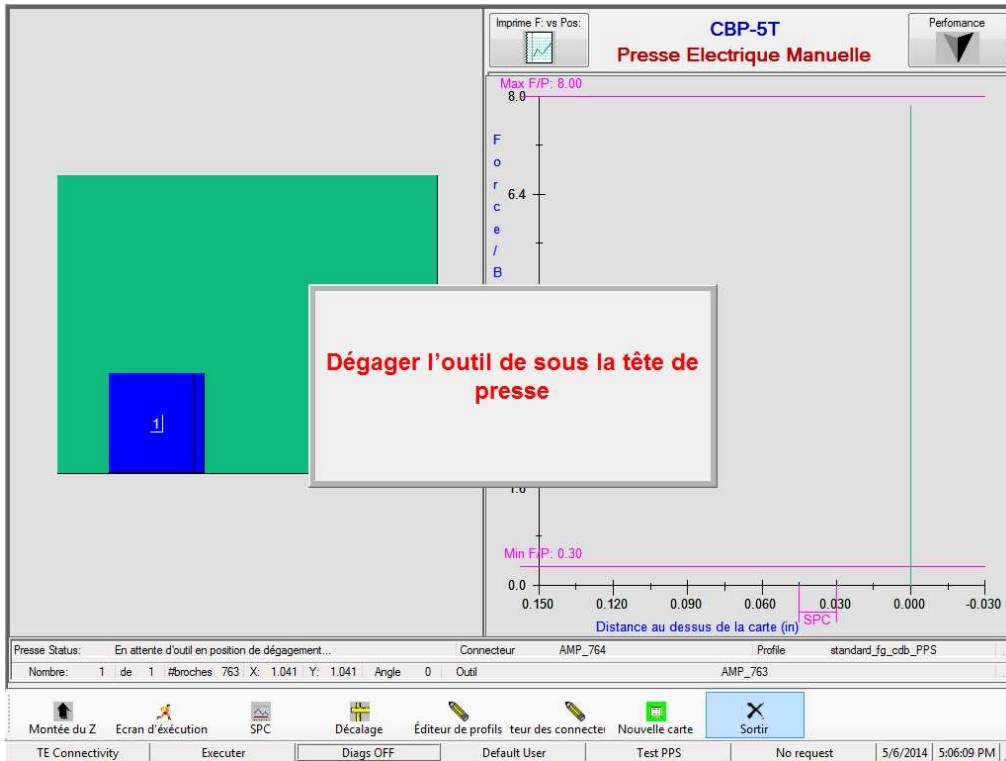 Imprime F: vs Pos:
CBP-5T
Presse Electrique Manuelle
Perfomance
Max F/P: 8.00
8.0
Force/B
6.4
Dégager l'outil de sous la tête de
presse
1
1.6
Min F/P: 0.30
0.0
0.150 0.120 0.090 0.060 0.030 0.000 -0.030
SPC
Distance au dessus de la carte (in)
Presse Status: En attente d'outil en position de dégagement... Connecteur AMP_764 Profile standard_fg_cdb_PPS
Nombre: 1 de 1 #broches 763 X: 1.041 Y: 1.041 Angle 0 Outil AMP_763
Montée du Z Ecran d'éxécution SPC Décalage Éditeur de profils teur des connecte Nouvelle carte Sortir
TE Connectivity Executer Diags OFF Default User Test PPS No request 5/6/2014 5:06:09 PM